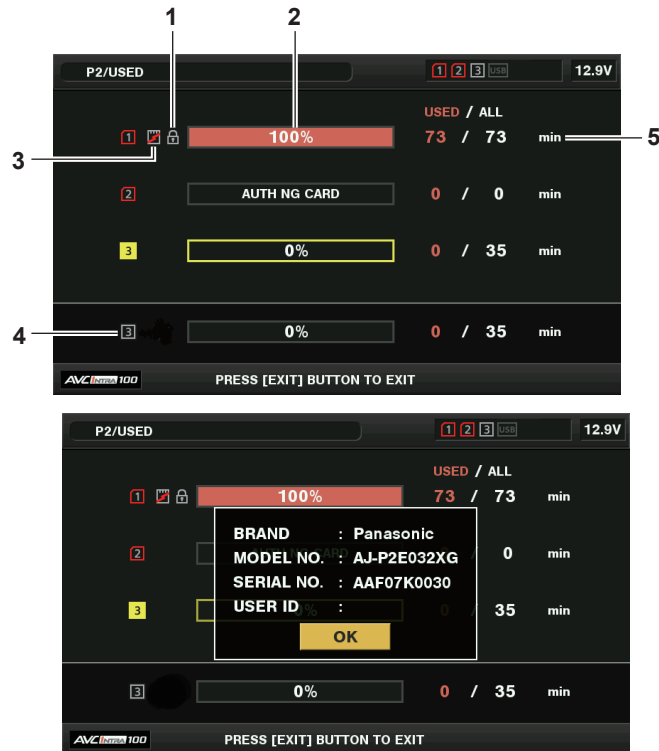 1 2
P2/USED 1 2 3 USB 12.9V
USED / ALL
1 100% 73 / 73 min 5
3
2 AUTH NG CARD 0 / 0 min
3 0% 0 / 35 min
4 3 0% 0 / 35 min
AVC INTRA 100 PRESS [EXIT] BUTTON TO EXIT
P2/USED 1 2 3 USB 12.9V
USED / ALL
1 100% 73 / 73 min
BRAND : Panasonic
2 MODEL NO. : AJ-P2E032XG 0 min
SERIAL NO. : AAF07K0030
3 USER ID : 0 / 35 min
OK
3 0% 0 / 35 min
AVC INTRA 100 PRESS [EXIT] BUTTON TO EXIT